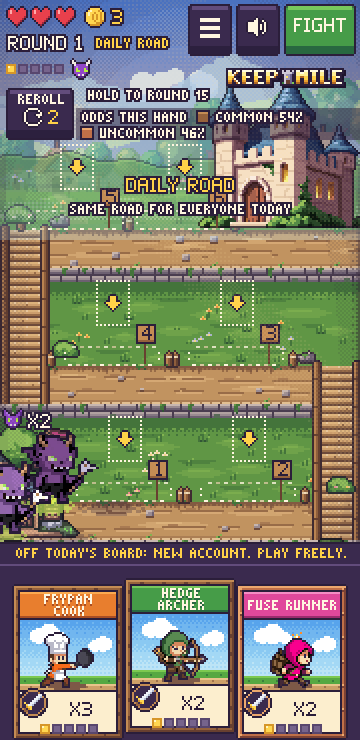 3
FIGHT
ROUND 1 DAILY ROAD
KEEP MILE
REROLL
2
HOLD TO ROUND 15
ODDS THIS HAND COMMON 54%
UNCOMMON 46%
DAILY ROAD
SAME ROAD FOR EVERYONE TODAY
4
3
X2
1
2
OFF TODAY'S BOARD: NEW ACCOUNT. PLAY FREELY.
FRYPAN
COOK
HEDGE
ARCHER
FUSE RUNNER
X3
X2
X2